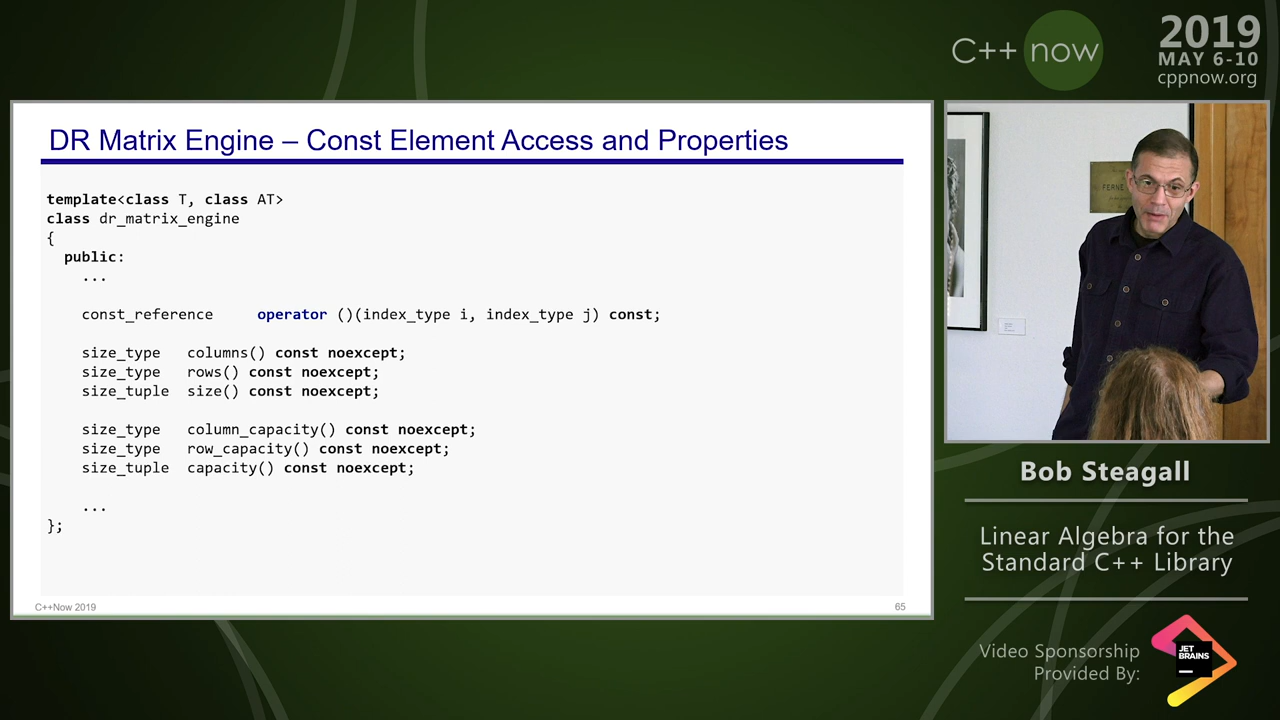 C++ now
2019
MAY 6-10
cppnow.org
DR Matrix Engine – Const Element Access and Properties
template<class T, class AT>
class dr_matrix_engine
{
public:
...
const_reference operator ()(index_type i, index_type j) const;
size_type columns() const noexcept;
size_type rows() const noexcept;
size_tuple size() const noexcept;
size_type column_capacity() const noexcept;
size_type row_capacity() const noexcept;
size_tuple capacity() const noexcept;
...
};
C++Now 2019
65
Bob Steagall
Linear Algebra for the
Standard C++ Library
Video Sponsorship
Provided By:
JET
BRAINS